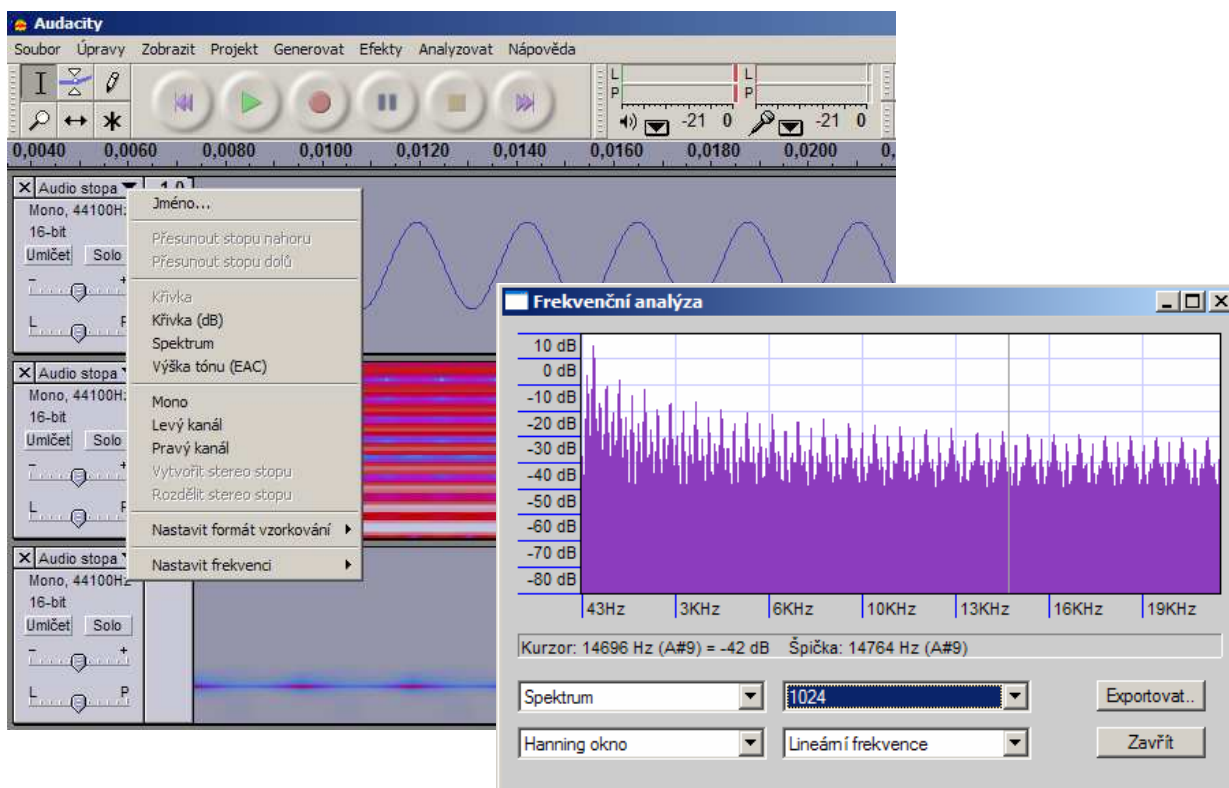 Audacity
Soubor Úpravy Zobrazit Projekt Generovat Efekty Analyzovat Nápověda
L
P
-21 0
L
P
-21 0
0,0040 0,0060 0,0080 0,0100 0,0120 0,0140 0,0160 0,0180 0,0200 0,
Audio stopa
1,0
Mono, 44100Hz
16-bit
Umlčet Solo
- +
L P
Jméno...
Přesunout stopu nahoru
Přesunout stopu dolů
Křivka
Křivka (dB)
Spektrum
Výška tónu (EAC)
Mono
Levý kanál
Pravý kanál
Vytvořit stereo stopu
Rozdělit stereo stopu
Nastavit formát vzorkování
Nastavit frekvenci
Audio stopa
Mono, 44100Hz
16-bit
Umlčet Solo
- +
L P
Audio stopa
Mono, 44100Hz
16-bit
Umlčet Solo
- +
L P
Frekvenční analýza
10 dB
0 dB
-10 dB
-20 dB
-30 dB
-40 dB
-50 dB
-60 dB
-70 dB
-80 dB
43Hz 3KHz 6KHz 10KHz 13KHz 16KHz 19KHz
Kurzor: 14696 Hz (A#9) = -42 dB Špička: 14764 Hz (A#9)
Spektrum 1024 Exportovat..
Hanning okno Lineární frekvence Zavřít